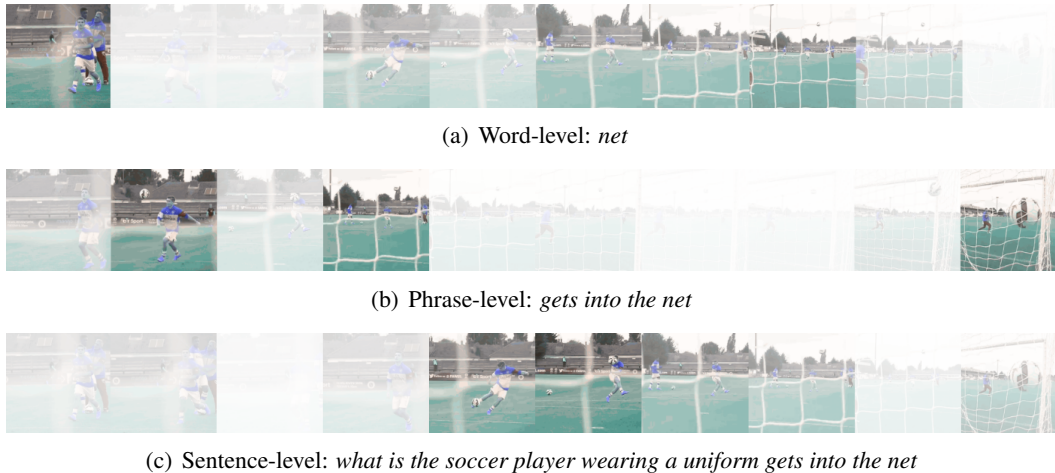 (a) Word-level: net
(b) Phrase-level: gets into the net
(c) Sentence-level: what is the soccer player wearing a uniform gets into the net